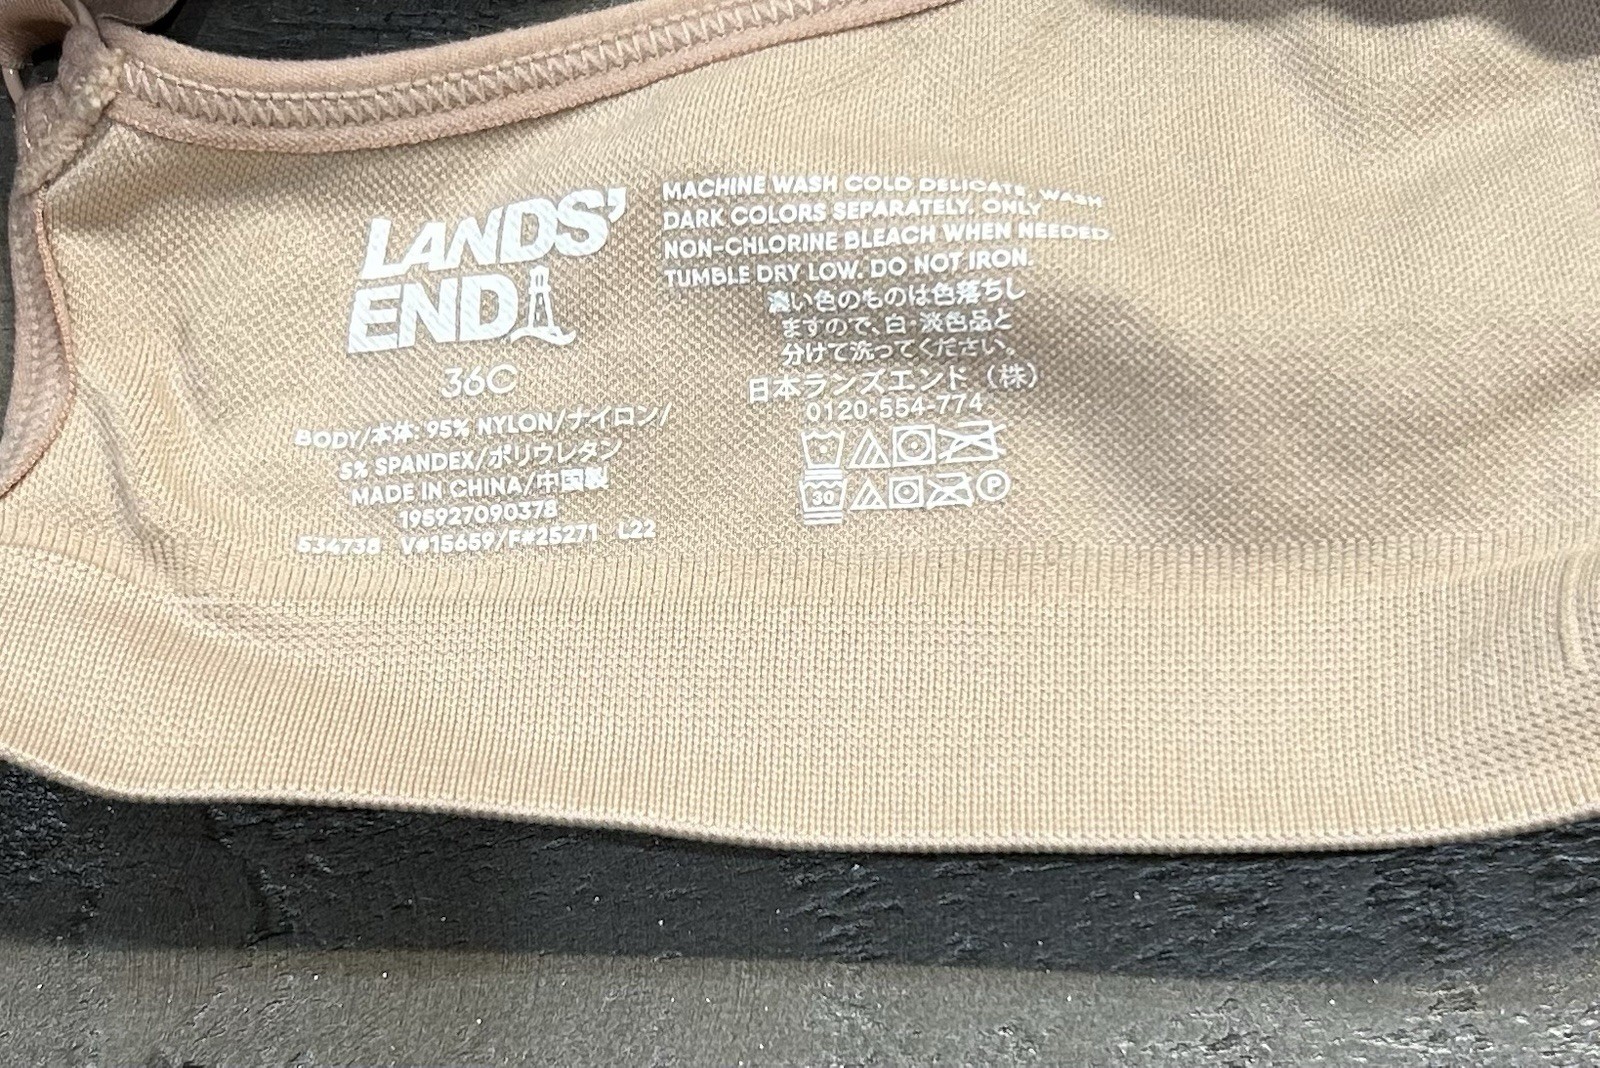 LANDS'
END
36C
BODY/本体: 95% NYLON/ナイロン/
5% SPANDEX/ポリウレタン
MADE IN CHINA/中国製
195927090378
534738 V#15659/F#25271 L22
MACHINE WASH COLD DELICATE. WASH
DARK COLORS SEPARATELY. ONLY
NON-CHLORINE BLEACH WHEN NEEDED.
TUMBLE DRY LOW. DO NOT IRON.
濃い色のものは色落ちし
ますので、白・淡色品と
分けて洗ってください。
日本ランズエンド（株）
0120-554-774
30
P